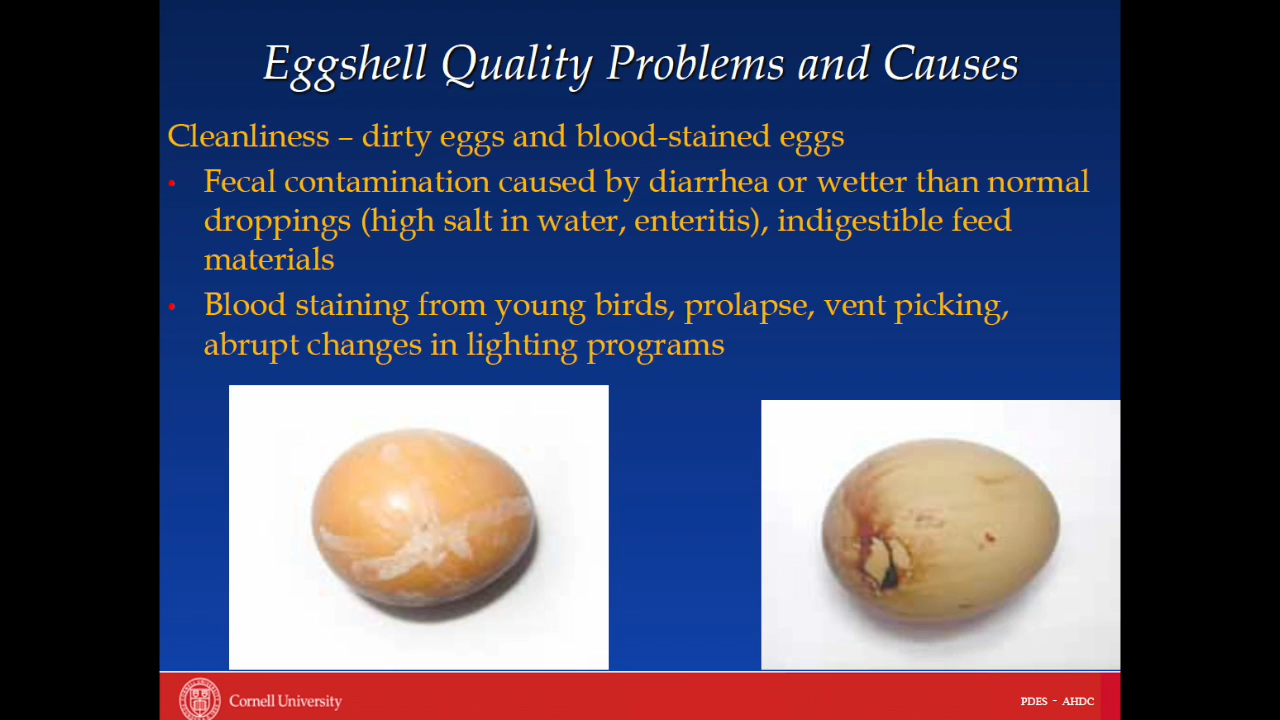 Eggshell Quality Problems and Causes
Cleanliness – dirty eggs and blood-stained eggs
• Fecal contamination caused by diarrhea or wetter than normal
droppings (high salt in water, enteritis), indigestible feed
materials
• Blood staining from young birds, prolapse, vent picking,
abrupt changes in lighting programs
Cornell University
PDES - AHDC